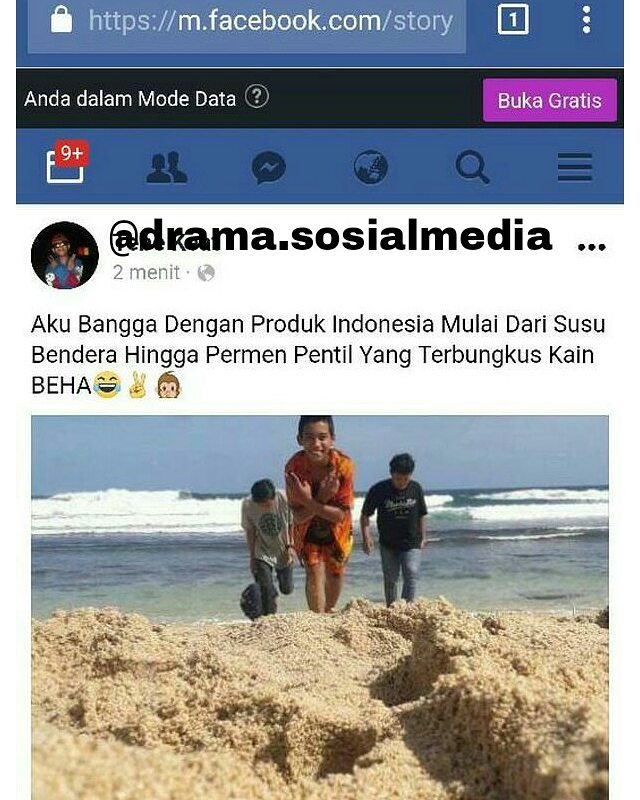 https://m.facebook.com/story
1
Anda dalam Mode Data ?
Buka Gratis
9+
@drama.sosialmedia
2 menit
Aku Bangga Dengan Produk Indonesia Mulai Dari Susu
Bendera Hingga Permen Pentil Yang Terbungkus Kain
BEHA😂✌🙊